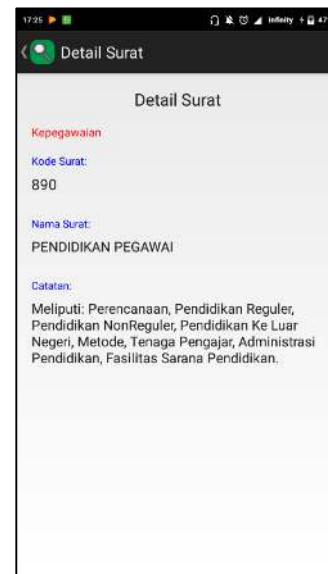 17:25 infinity 47
Detail Surat
Detail Surat
Kepegawaian
Kode Surat:
890
Nama Surat:
PENDIDIKAN PEGAWAI
Catatan:
Meliputi: Perencanaan, Pendidikan Reguler,
Pendidikan NonReguler, Pendidikan Ke Luar
Negeri, Metode, Tenaga Pengajar, Administrasi
Pendidikan, Fasilitas Sarana Pendidikan.